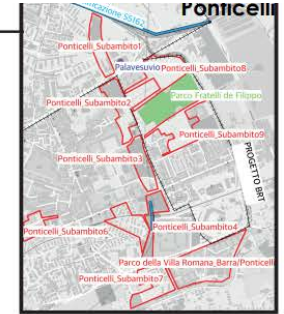 Ponticelli
Ponticelli_Subambito1
Palavesuvio
Ponticelli_Subambito8
Parco Fratelli de Filippo
Ponticelli_Subambito2
Ponticelli_Subambito9
Ponticelli_Subambito3
PROGETTO BRT
Ponticelli_Subambito6
Ponticelli_Subambito4
Parco della Villa Romana_Barra/Ponticelli
Ponticelli_Subambito7